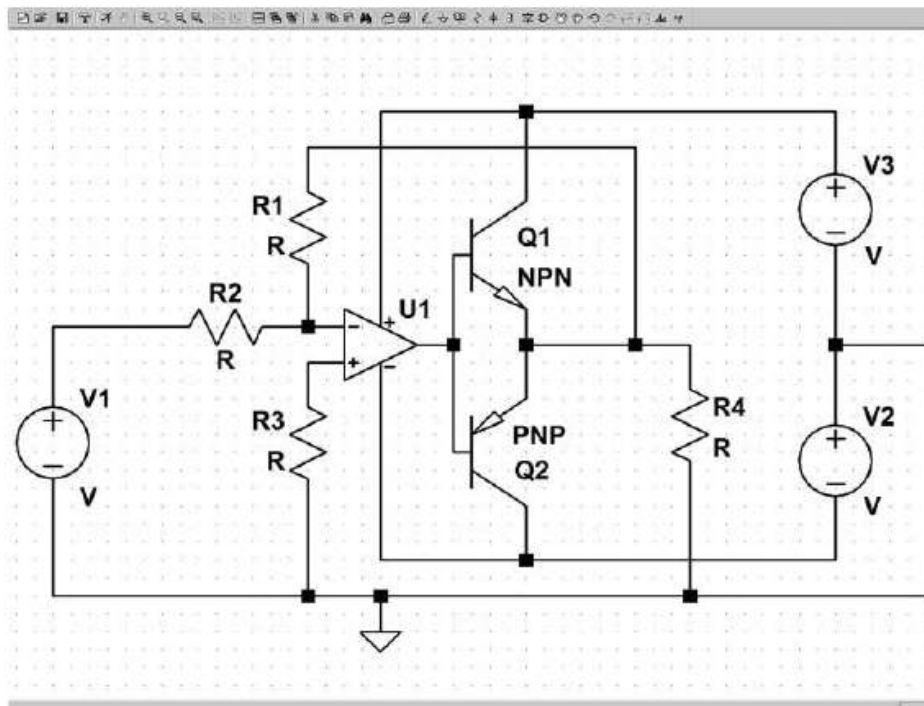 V3
+
−
V
R1
R
Q1
NPN
R2
R
U1
−
+
+
−
V1
+
−
V
R3
R
PNP
Q2
R4
R
V2
+
−
V